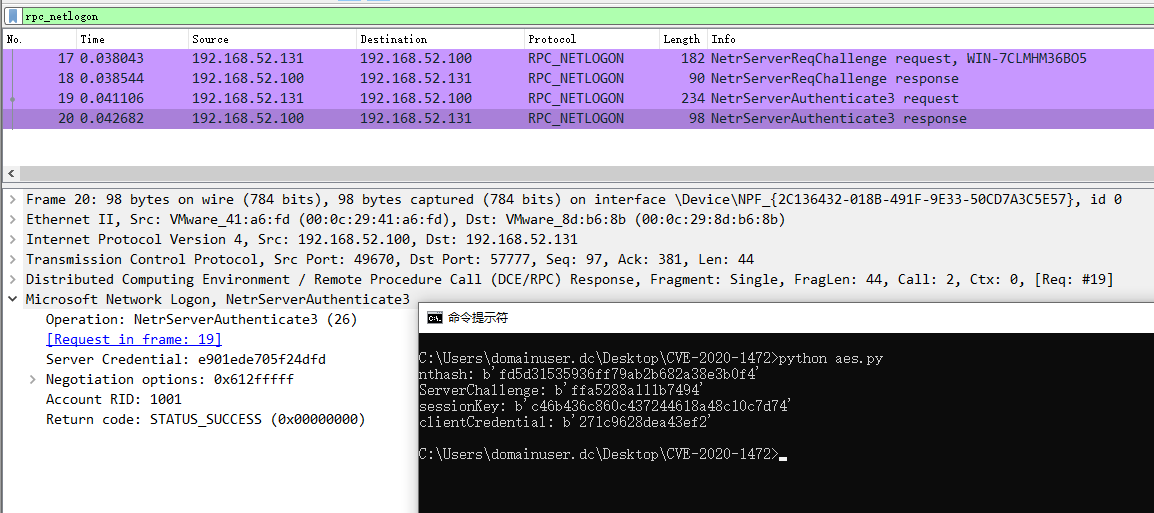 rpc_netlogon
No. Time Source Destination Protocol Length Info
17 0.038043 192.168.52.131 192.168.52.100 RPC_NETLOGON 182 NetrServerReqChallenge request, WIN-7CLMHM36BO5
18 0.038544 192.168.52.100 192.168.52.131 RPC_NETLOGON 90 NetrServerReqChallenge response
19 0.041106 192.168.52.131 192.168.52.100 RPC_NETLOGON 234 NetrServerAuthenticate3 request
20 0.042682 192.168.52.100 192.168.52.131 RPC_NETLOGON 98 NetrServerAuthenticate3 response
Frame 20: 98 bytes on wire (784 bits), 98 bytes captured (784 bits) on interface \Device\NPF_{2C136432-018B-491F-9E33-50CD7A3C5E57}, id 0
Ethernet II, Src: VMware_41:a6:fd (00:0c:29:41:a6:fd), Dst: VMware_8d:b6:8b (00:0c:29:8d:b6:8b)
Internet Protocol Version 4, Src: 192.168.52.100, Dst: 192.168.52.131
Transmission Control Protocol, Src Port: 49670, Dst Port: 57777, Seq: 97, Ack: 381, Len: 44
Distributed Computing Environment / Remote Procedure Call (DCE/RPC) Response, Fragment: Single, FragLen: 44, Call: 2, Ctx: 0, [Req: #19]
Microsoft Network Logon, NetrServerAuthenticate3
Operation: NetrServerAuthenticate3 (26)
[Request in frame: 19]
Server Credential: e901ede705f24dfd
Negotiation options: 0x612fffff
Account RID: 1001
Return code: STATUS_SUCCESS (0x00000000)
命令提示符
C:\Users\domainuser.dc\Desktop\CVE-2020-1472>python aes.py
nthash: b'fd5d31535936ff79ab2b682a38e3b0f4'
ServerChallenge: b'ffa5288a111b7494'
sessionKey: b'c46b436c860c437244618a48c10c7d74'
clientCredential: b'271c9628dea43ef2'
C:\Users\domainuser.dc\Desktop\CVE-2020-1472>